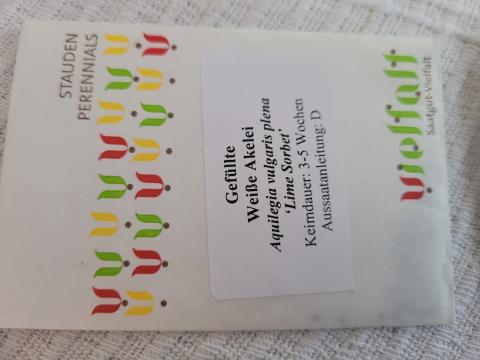 STAUDEN
PERENNIALS
Gefüllte
Weiße Akelei
Aquilegia vulgaris plena
‘Lime Sorbet’
Keimdauer: 3-5 Wochen
Aussaatanleitung: D
vielfalt
Saatgut-Vielfalt